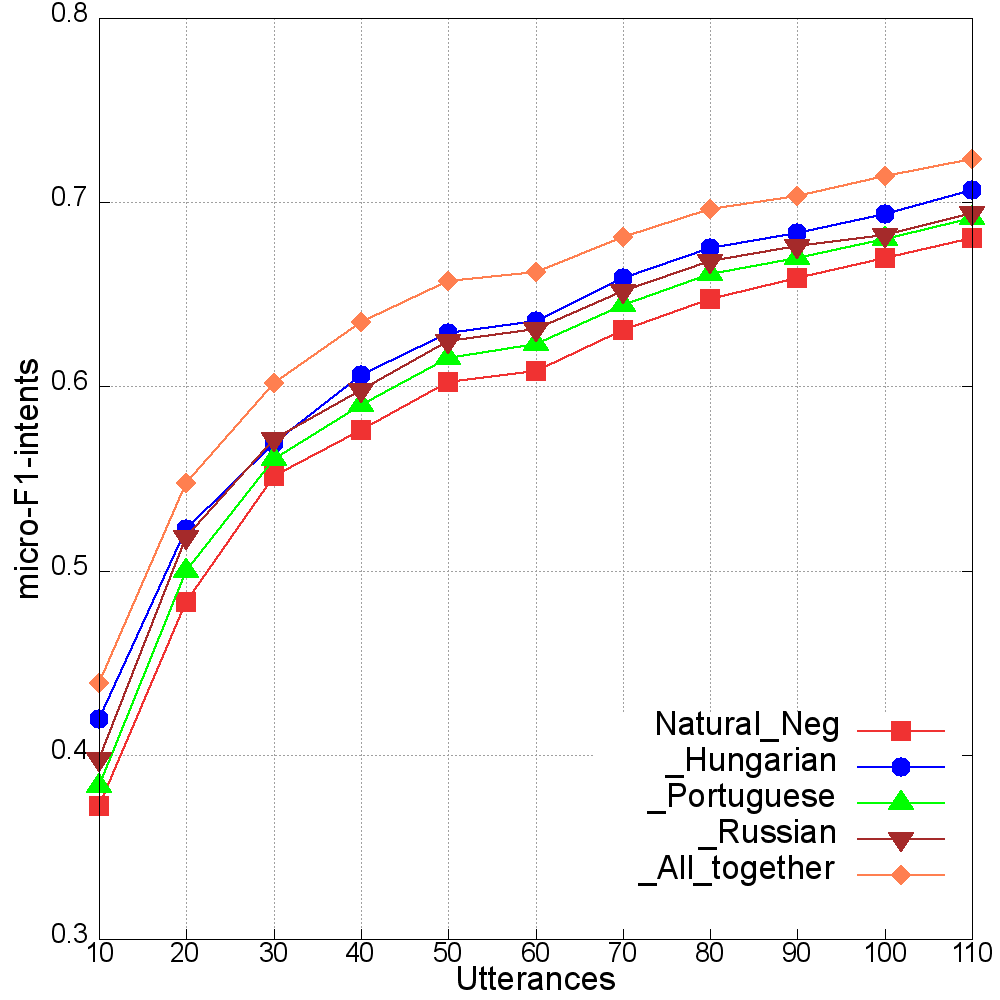 0.8
0.7
0.6
0.5
0.4
0.3
micro-F1-intents
10 20 30 40 50 60 70 80 90 100 110
Utterances
Natural_Neg
_Hungarian
_Portuguese
_Russian
_All_together